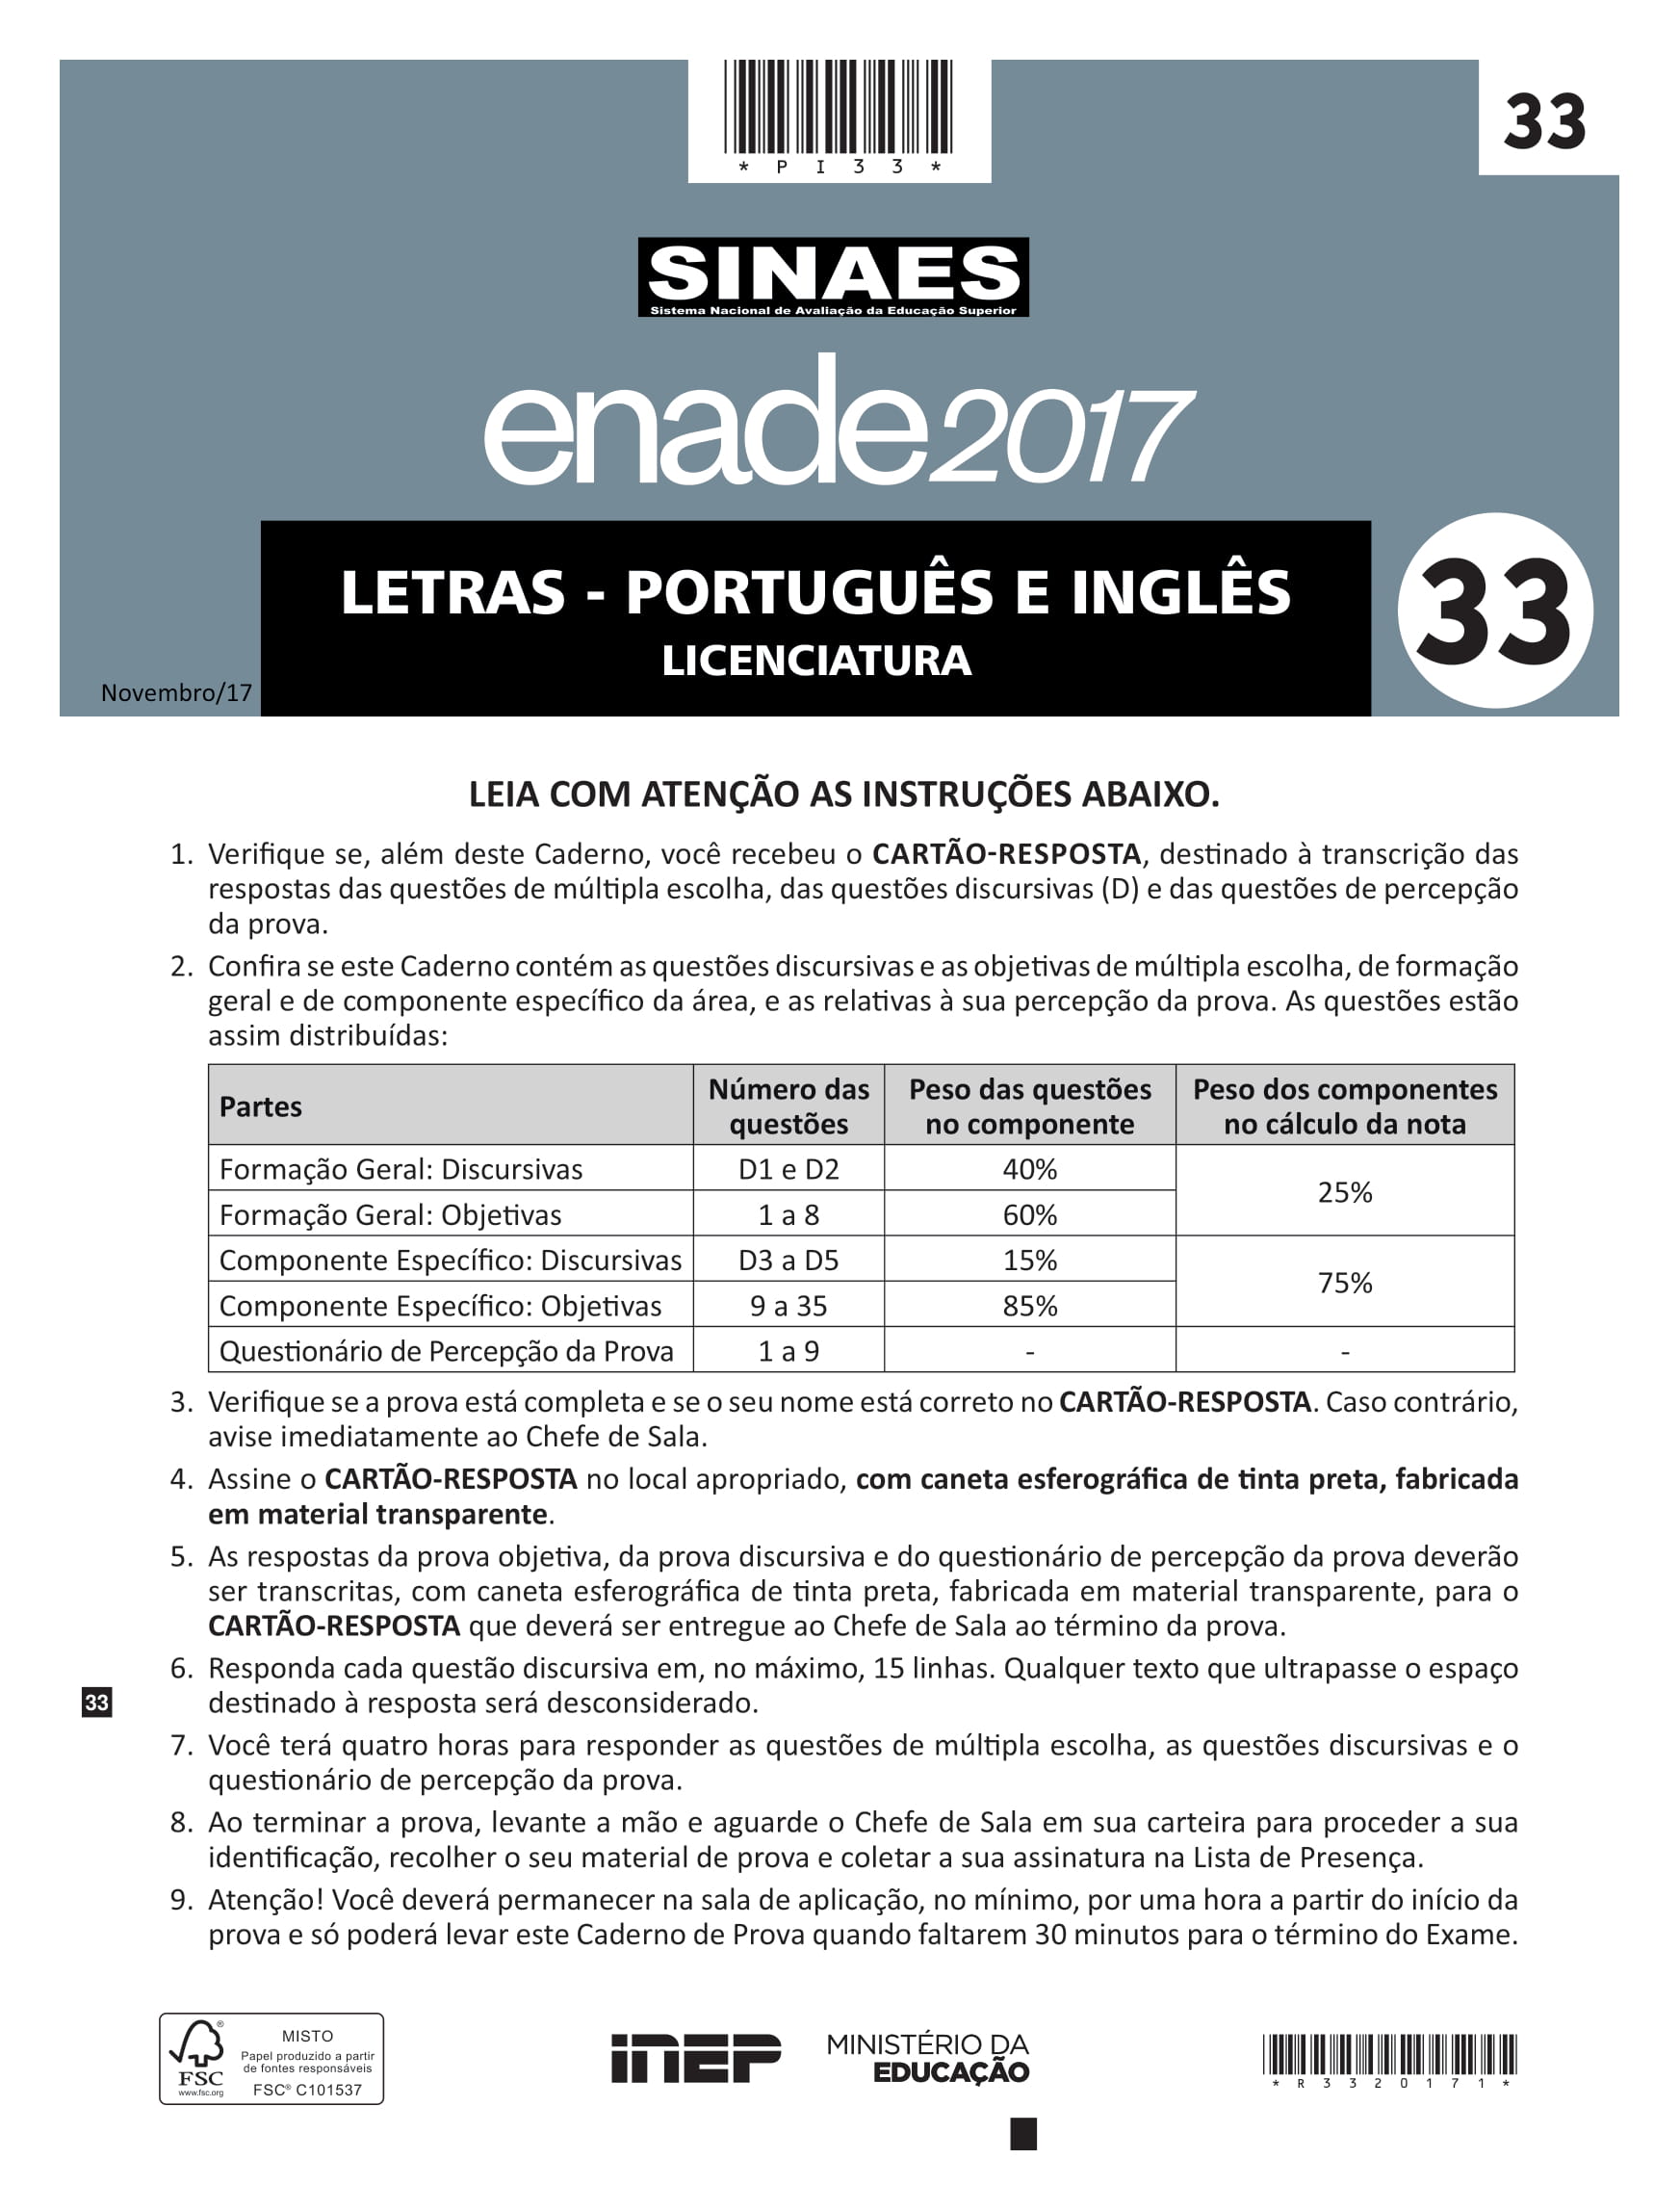 * P I 3 3 *
33
SINAES
Sistema Nacional de Avaliação da Educação Superior
enade2017
LETRAS - PORTUGUÊS E INGLÊS
LICENCIATURA
33
Novembro/17
LEIA COM ATENÇÃO AS INSTRUÇÕES ABAIXO.
1. Verifique se, além deste Caderno, você recebeu o CARTÃO-RESPOSTA, destinado à transcrição das
respostas das questões de múltipla escolha, das questões discursivas (D) e das questões de percepção
da prova.
2. Confira se este Caderno contém as questões discursivas e as objetivas de múltipla escolha, de formação
geral e de componente específico da área, e as relativas à sua percepção da prova. As questões estão
assim distribuídas:
Partes
Número das
questões
Peso das questões
no componente
Peso dos componentes
no cálculo da nota
Formação Geral: Discursivas
D1 e D2
40%
25%
Formação Geral: Objetivas
1 a 8
60%
Componente Específico: Discursivas
D3 a D5
15%
75%
Componente Específico: Objetivas
9 a 35
85%
Questionário de Percepção da Prova
1 a 9
-
-
3. Verifique se a prova está completa e se o seu nome está correto no CARTÃO-RESPOSTA. Caso contrário,
avise imediatamente ao Chefe de Sala.
4. Assine o CARTÃO-RESPOSTA no local apropriado, com caneta esferográfica de tinta preta, fabricada
em material transparente.
5. As respostas da prova objetiva, da prova discursiva e do questionário de percepção da prova deverão
ser transcritas, com caneta esferográfica de tinta preta, fabricada em material transparente, para o
CARTÃO-RESPOSTA que deverá ser entregue ao Chefe de Sala ao término da prova.
6. Responda cada questão discursiva em, no máximo, 15 linhas. Qualquer texto que ultrapasse o espaço
destinado à resposta será desconsiderado.
33
7. Você terá quatro horas para responder as questões de múltipla escolha, as questões discursivas e o
questionário de percepção da prova.
8. Ao terminar a prova, levante a mão e aguarde o Chefe de Sala em sua carteira para proceder a sua
identificação, recolher o seu material de prova e coletar a sua assinatura na Lista de Presença.
9. Atenção! Você deverá permanecer na sala de aplicação, no mínimo, por uma hora a partir do início da
prova e só poderá levar este Caderno de Prova quando faltarem 30 minutos para o término do Exame.
®
FSC
www.fsc.org
MISTO
Papel produzido a partir
de fontes responsáveis
FSC® C101537
inep
MINISTÉRIO DA
EDUCAÇÃO
* R 3 3 2 0 1 7 1 *